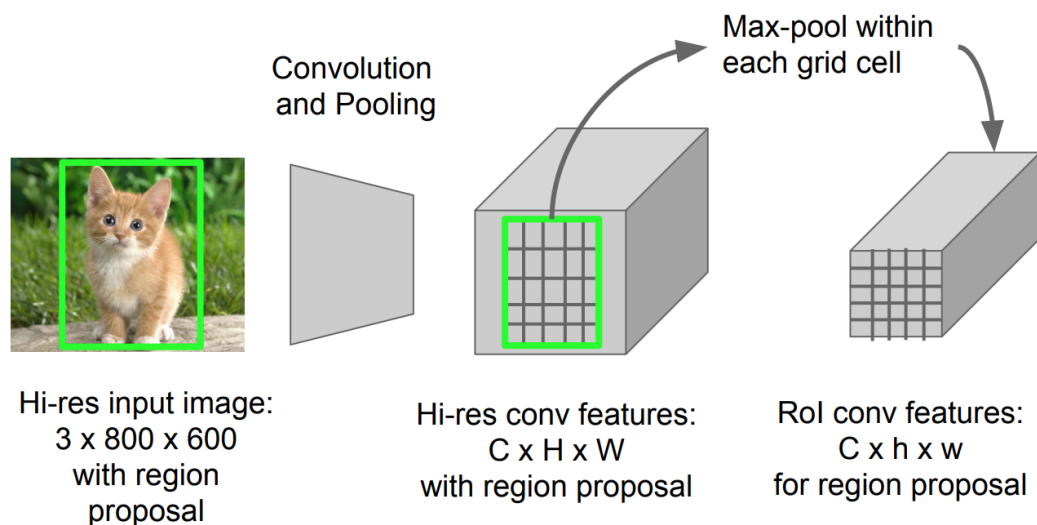 Convolution
and Pooling
Max-pool within
each grid cell
Hi-res input image:
3 x 800 x 600
with region
proposal
Hi-res conv features:
C x H x W
with region proposal
RoI conv features:
C x h x w
for region proposal